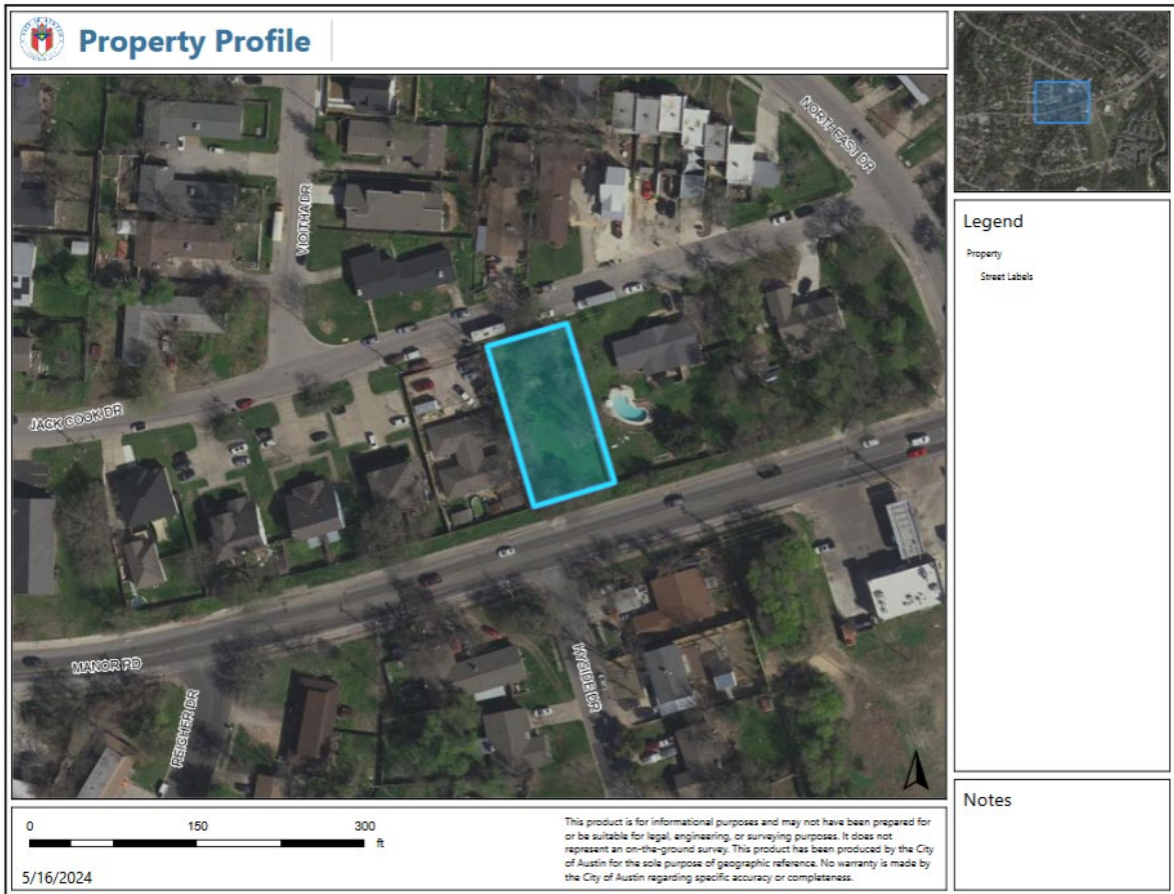 Property Profile
NORTHEAST DR
VIOITHA DR
JACK COOK DR
MANOR RD
REICHER DR
Legend
Property
Street Labels
Notes
0 150 300
ft
5/16/2024
This product is for informational purposes and may not have been prepared for
or be suitable for legal, engineering, or surveying purposes. It does not
represent an on-the-ground survey. This product has been produced by the City
of Austin for the sole purpose of geographic reference. No warranty is made by
the City of Austin regarding specific accuracy or completeness.